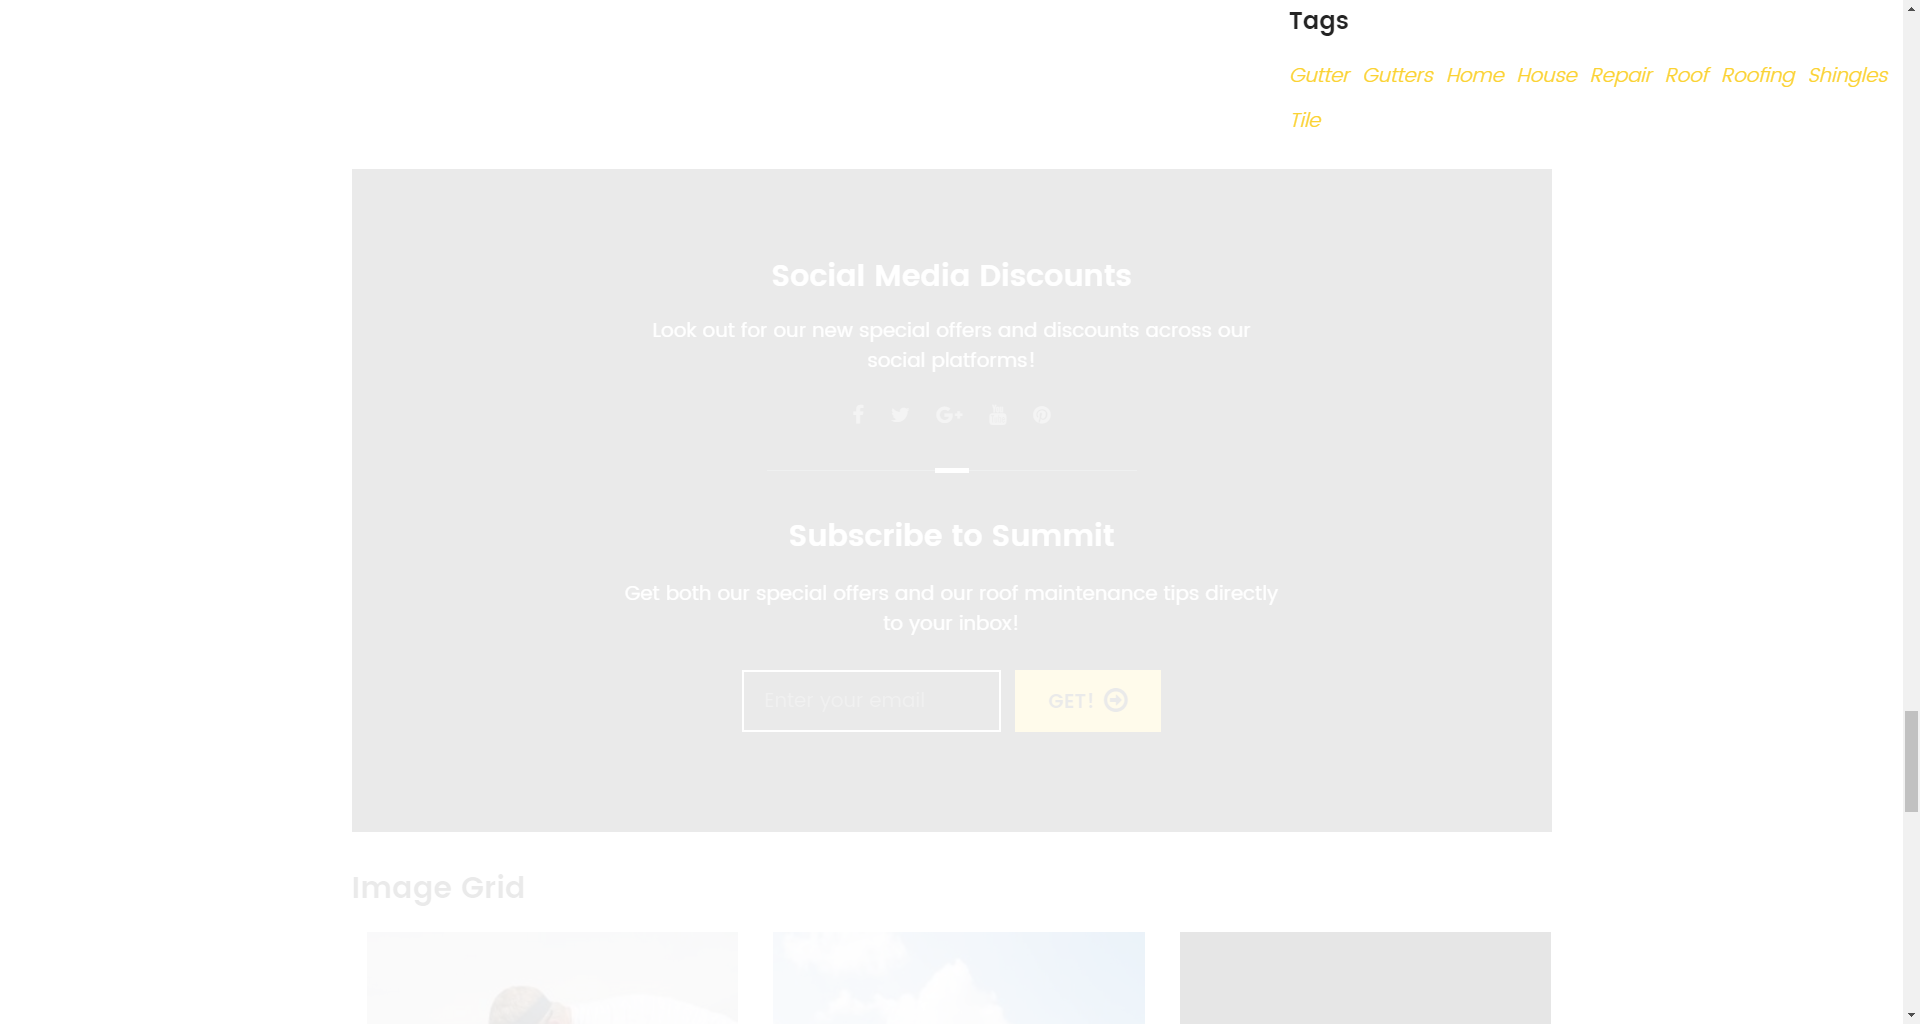 Tags
Gutter Gutters Home House Repair Roof Roofing Shingles
Tile
Social Media Discounts
Look out for our new special offers and discounts across our
social platforms!
Subscribe to Summit
Get both our special offers and our roof maintenance tips directly
to your inbox!
Enter your email
GET!
Image Grid